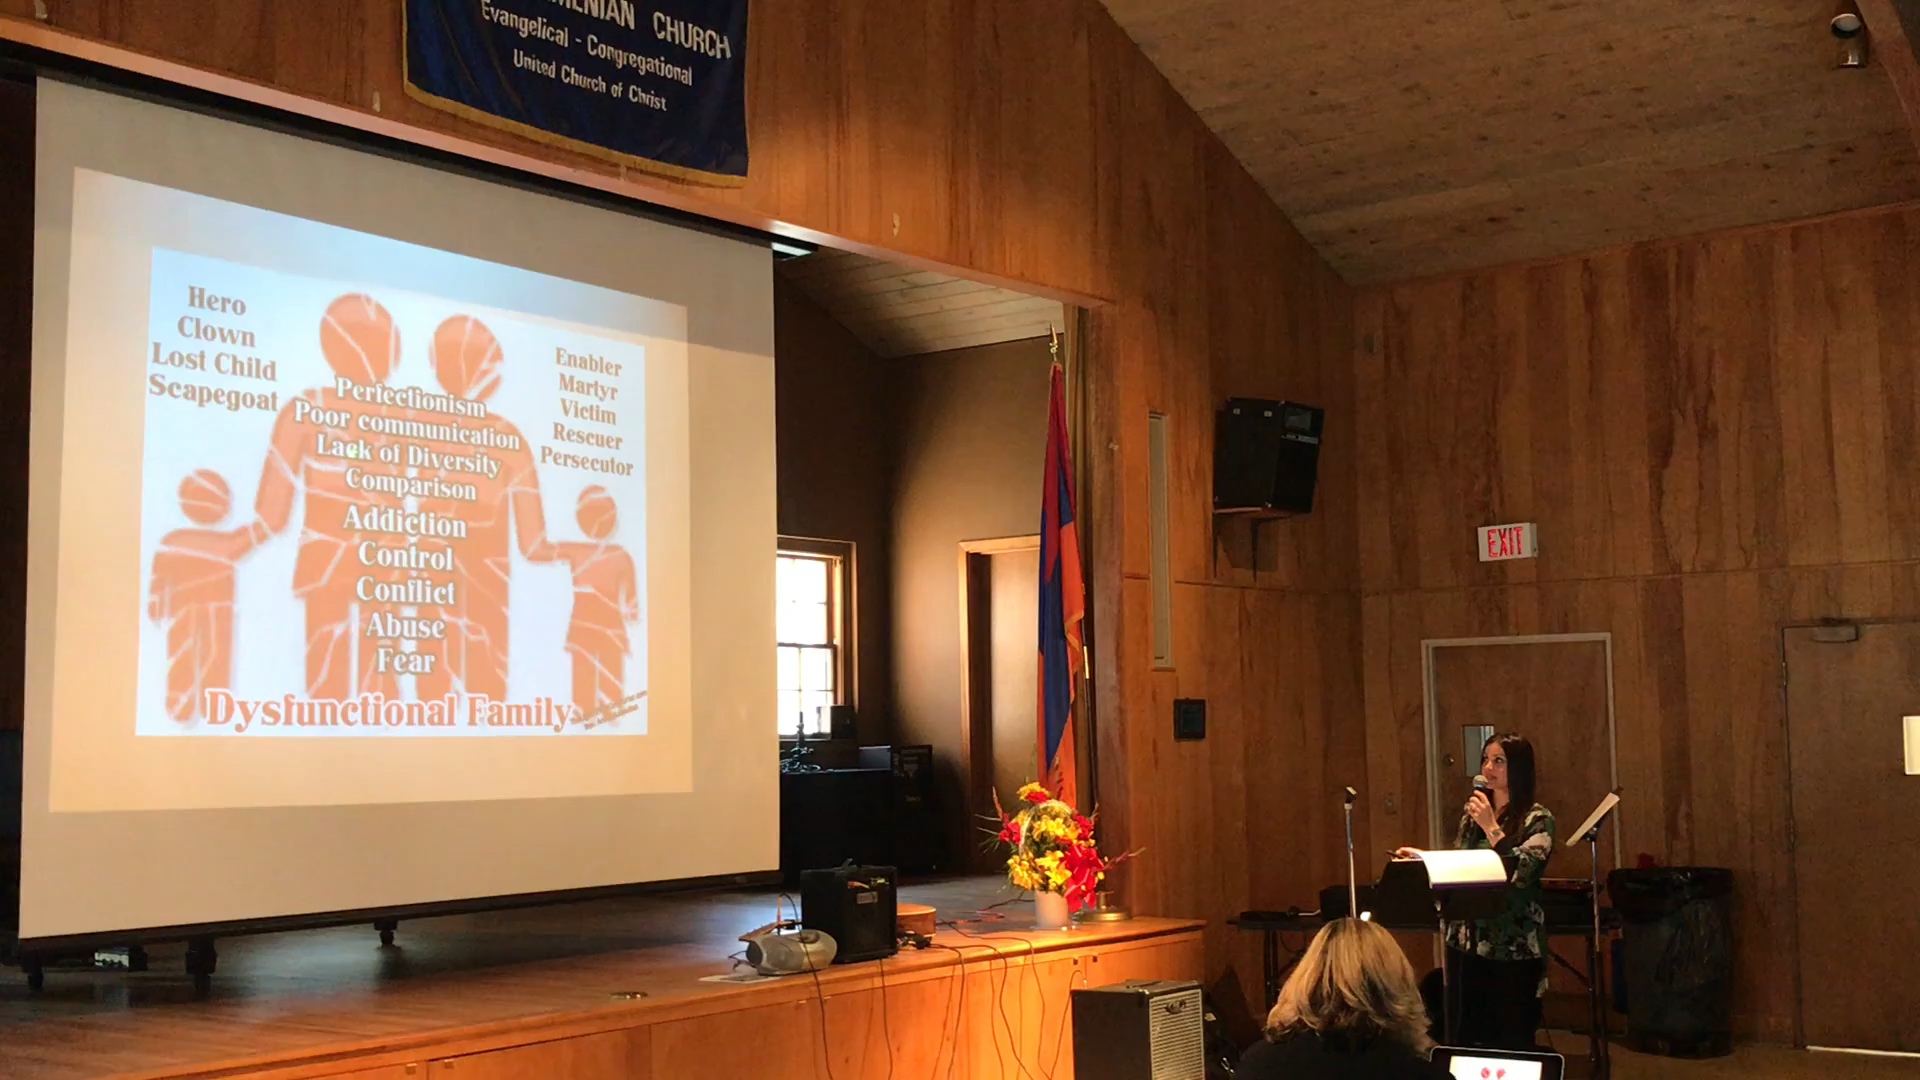 CHURCH
Evangelical - Congregational
United Church of Christ
Hero
Clown
Lost Child
Scapegoat
Enabler
Martyr
Victim
Rescuer
Persecutor
Perfectionism
Poor communication
Lack of Diversity
Comparison
Addiction
Control
Conflict
Abuse
Fear
Dysfunctional Family
EXIT